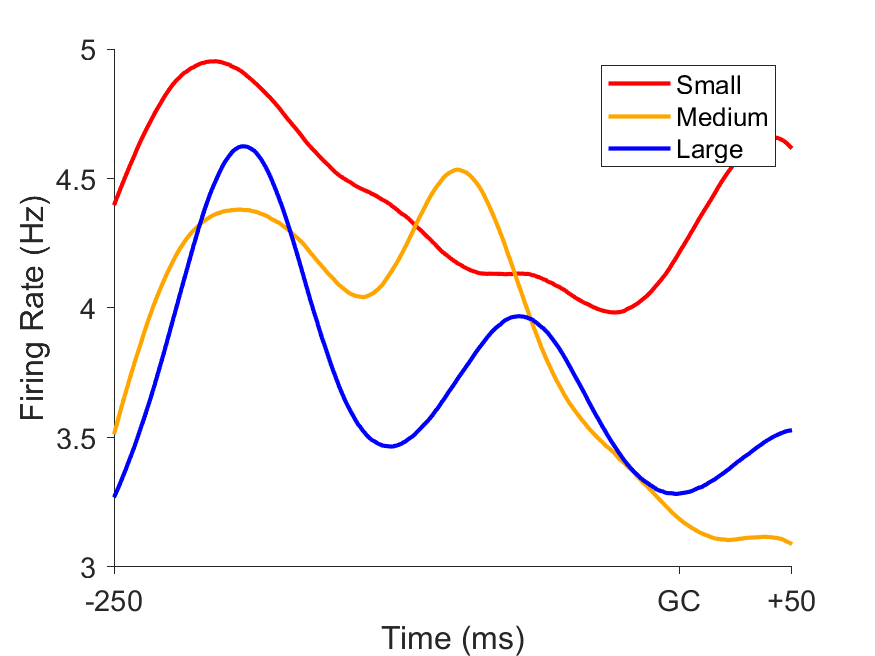 5
4.5
4
3.5
3
Firing Rate (Hz)
Small
Medium
Large
-250
GC
+50
Time (ms)